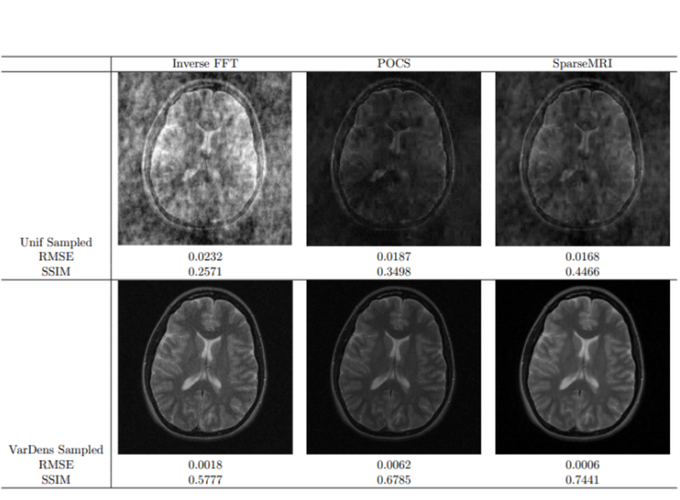 Inverse FFT POCS SparseMRI
Unif Sampled
RMSE 0.0232 0.0187 0.0168
SSIM 0.2571 0.3498 0.4466
VarDens Sampled
RMSE 0.0018 0.0062 0.0006
SSIM 0.5777 0.6785 0.7441